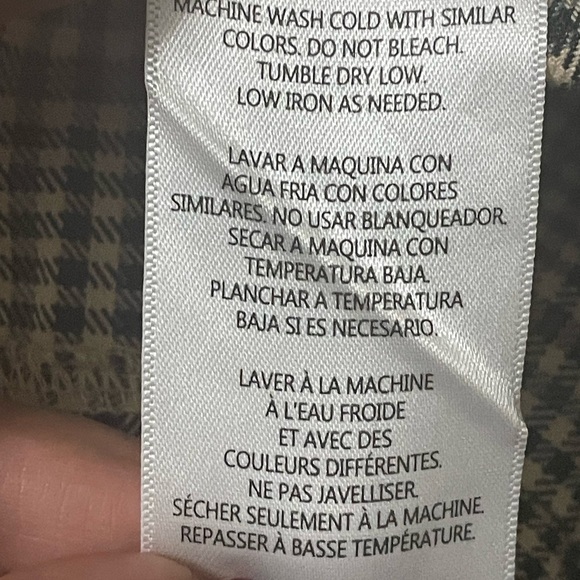 MACHINE WASH COLD WITH SIMILAR
COLORS. DO NOT BLEACH.
TUMBLE DRY LOW.
LOW IRON AS NEEDED.
LAVAR A MAQUINA CON
AGUA FRIA CON COLORES
SIMILARES. NO USAR BLANQUEADOR.
SECAR A MAQUINA CON
TEMPERATURA BAJA.
PLANCHAR A TEMPERATURA
BAJA SI ES NECESARIO.
LAVER À LA MACHINE
À L'EAU FROIDE
ET AVEC DES
COULEURS DIFFÉRENTES.
NE PAS JAVELLISER.
SÉCHER SEULEMENT À LA MACHINE.
REPASSER À BASSE TEMPÉRATURE.